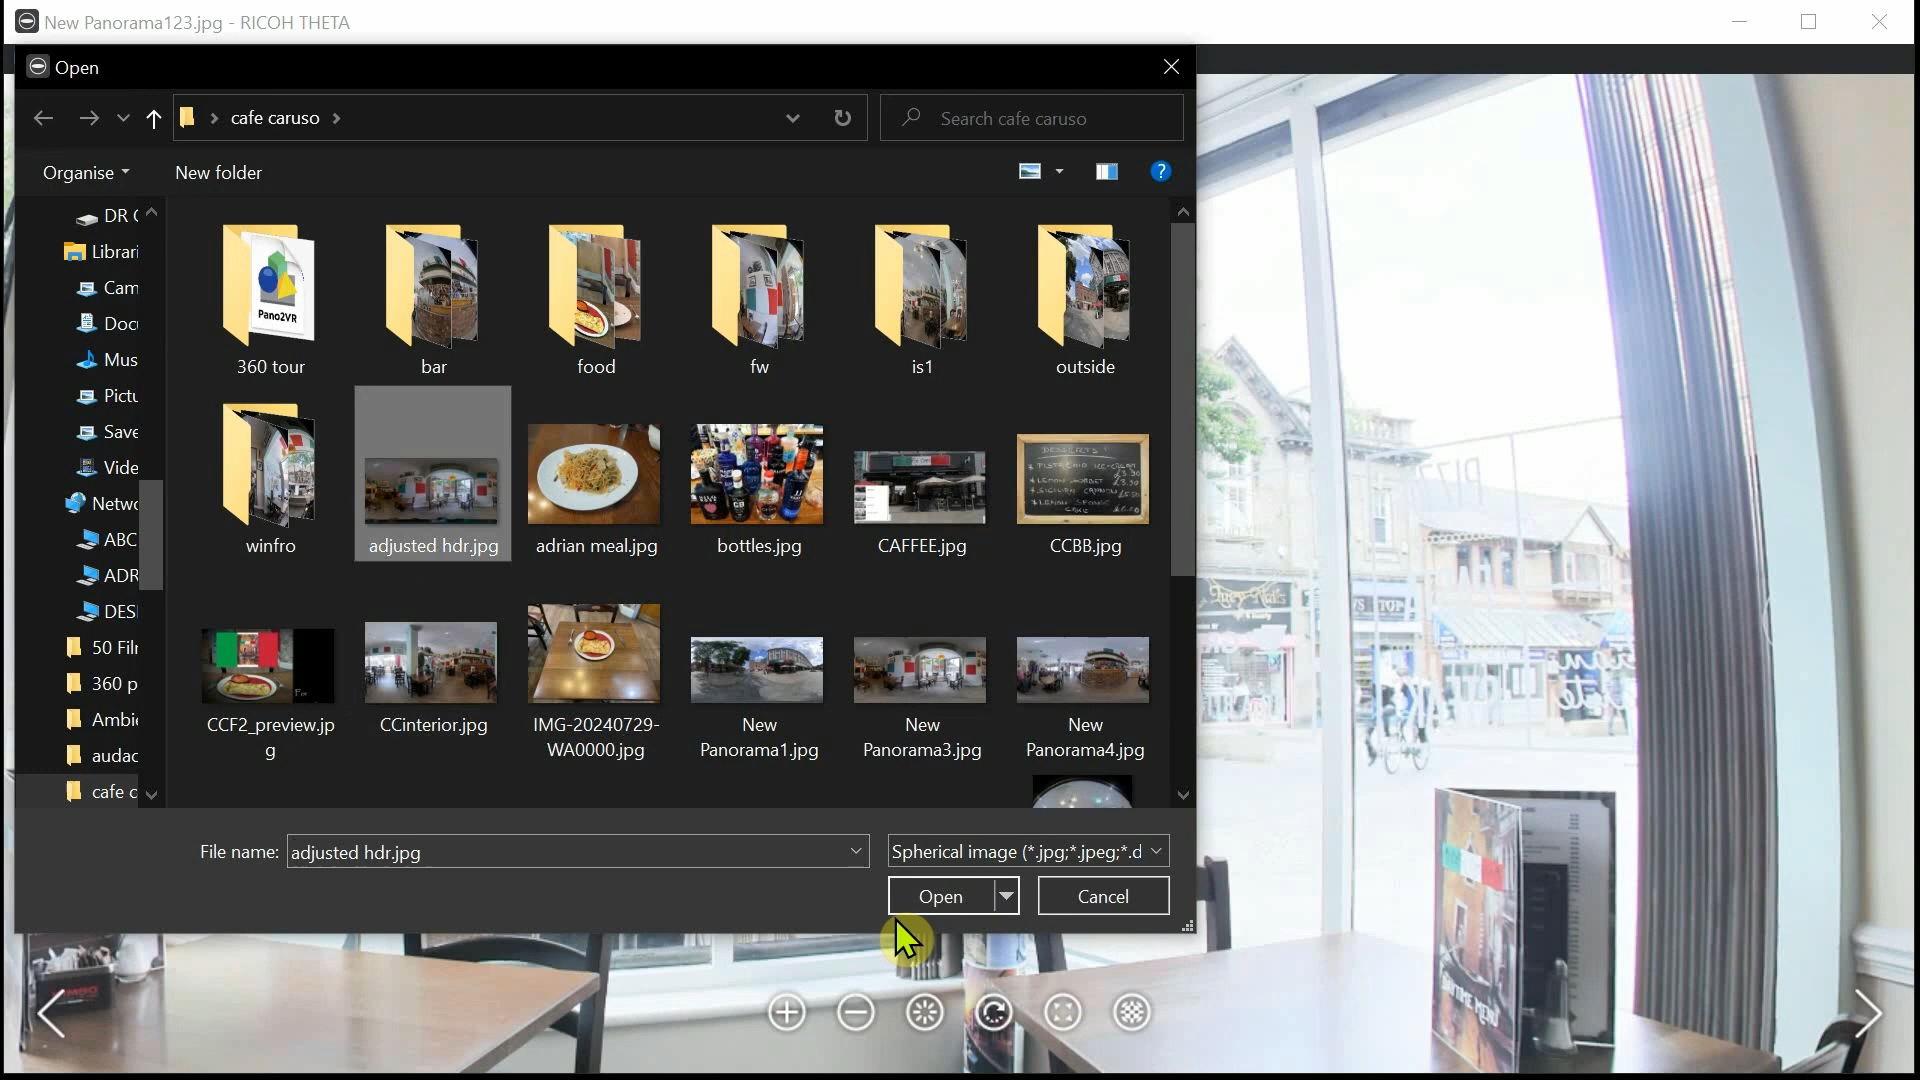 New Panorama123.jpg - RICOH THETA
Open
cafe caruso
Search cafe caruso
Organise
New folder
DR
Librari
Cam
Doc
Mus
Pictu
Save
Vide
Netwo
ABC
ADR
DES
50 Fil
360 p
Ambi
audac
cafe c
Pano2VR
360 tour
bar
food
fw
is1
outside
winfro
adjusted hdr.jpg
adrian meal.jpg
bottles.jpg
CAFFEE.jpg
CCBB.jpg
CCF2_preview.jp
g
CCinterior.jpg
IMG-20240729-
WA0000.jpg
New
Panorama1.jpg
New
Panorama3.jpg
New
Panorama4.jpg
File name:
adjusted hdr.jpg
Spherical image (*.jpg;*.jpeg;*.d
Open
Cancel
MENU